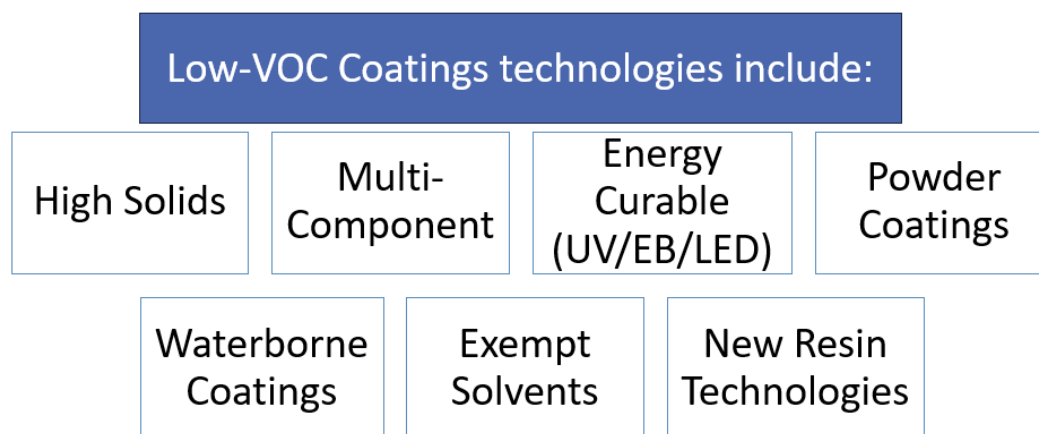 Low-VOC Coatings technologies include:
High Solids
Multi-
Component
Energy
Curable
(UV/EB/LED)
Powder
Coatings
Waterborne
Coatings
Exempt
Solvents
New Resin
Technologies